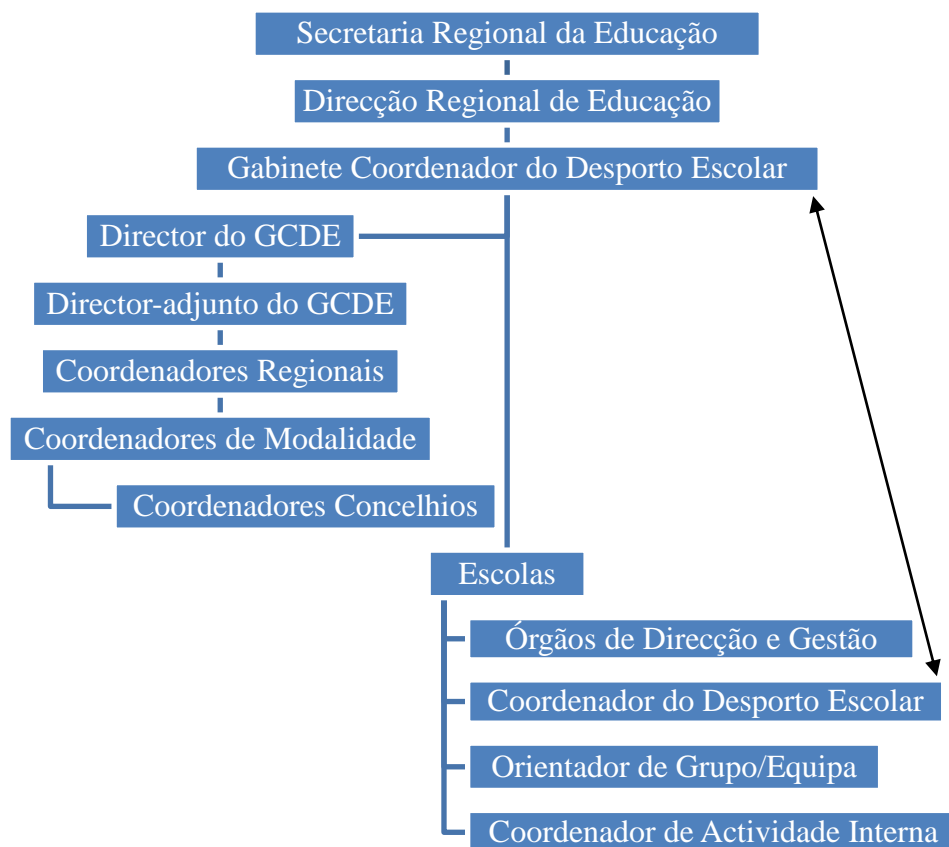 Secretaria Regional da Educação
Direcção Regional de Educação
Gabinete Coordenador do Desporto Escolar
Director do GCDE
Director-adjunto do GCDE
Coordenadores Regionais
Coordenadores de Modalidade
Coordenadores Concelhios
Escolas
Órgãos de Direcção e Gestão
Coordenador do Desporto Escolar
Orientador de Grupo/Equipa
Coordenador de Actividade Interna